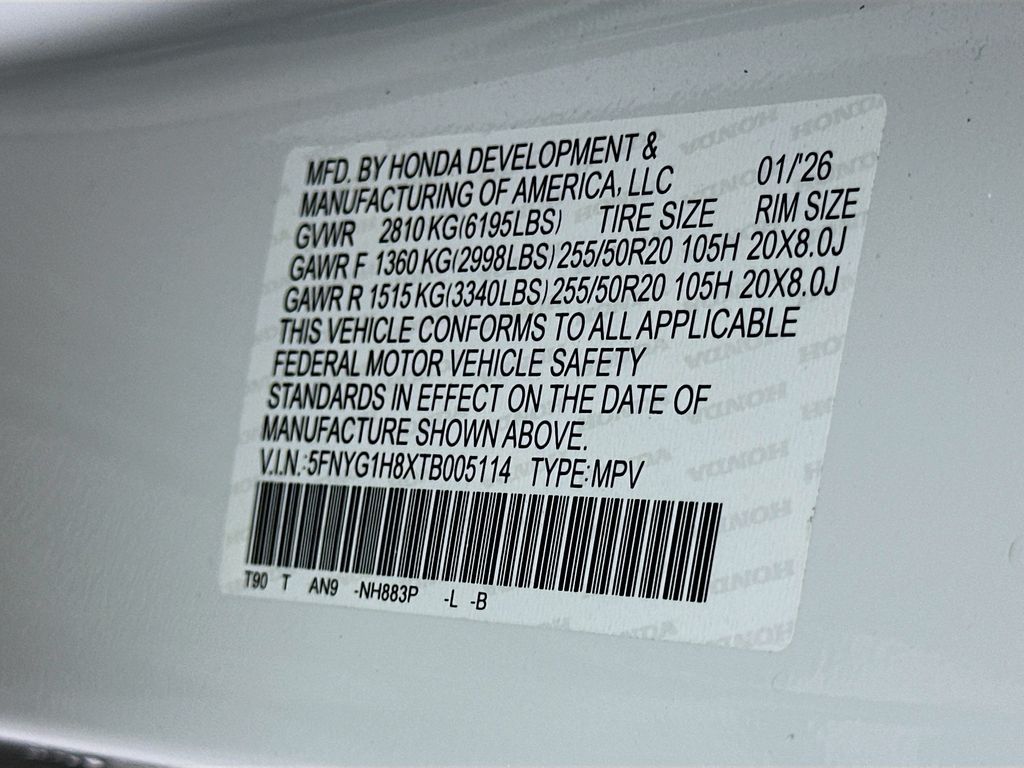 MFD. BY HONDA DEVELOPMENT &
MANUFACTURING OF AMERICA, LLC 01/'26
GVWR 2810 KG(6195LBS) TIRE SIZE RIM SIZE
GAWR F 1360 KG(2998LBS) 255/50R20 105H 20X8.0J
GAWR R 1515 KG(3340LBS) 255/50R20 105H 20X8.0J
THIS VEHICLE CONFORMS TO ALL APPLICABLE
FEDERAL MOTOR VEHICLE SAFETY
STANDARDS IN EFFECT ON THE DATE OF
MANUFACTURE SHOWN ABOVE.
V.I.N.:5FNYG1H8XTB005114 TYPE:MPV
T90 T AN9 -NH883P -L -B